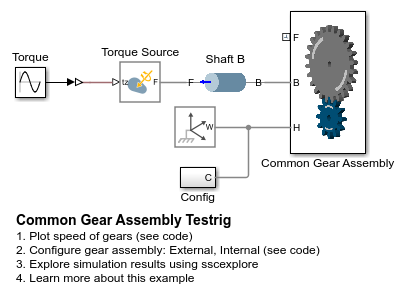 Torque
Torque Source
Shaft B
tz
F
F
B
F
B
H
W
Common Gear Assembly
C
Config
Common Gear Assembly Testrig
1. Plot speed of gears (see code)
2. Configure gear assembly: External, Internal (see code)
3. Explore simulation results using sscexplore
4. Learn more about this example